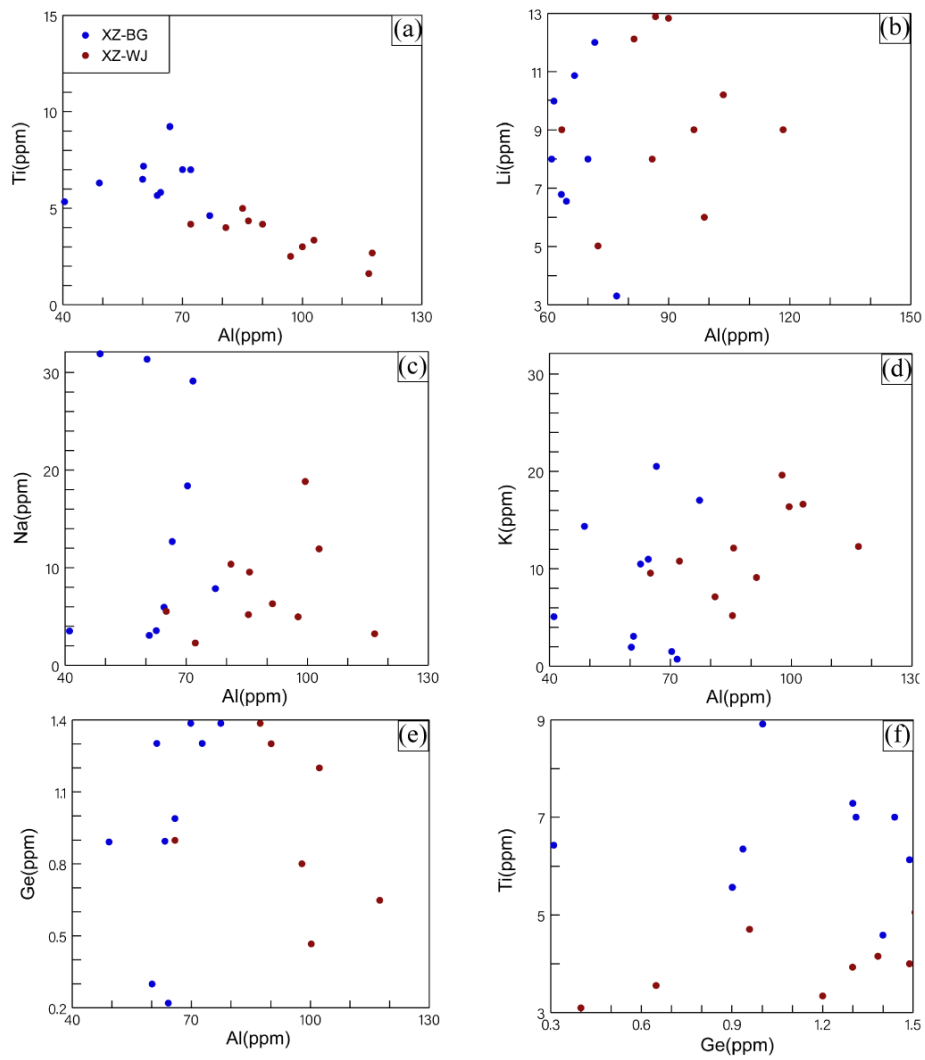 (a)
XZ-BG
XZ-WJ
15
10
5
0
Ti(ppm)
40 70 100 130
Al(ppm)
(b)
13
11
9
7
5
3
Li(ppm)
60 90 120 150
Al(ppm)
(c)
30
20
10
0
Na(ppm)
40 70 100 130
Al(ppm)
(d)
30
20
10
0
K(ppm)
40 70 100 130
Al(ppm)
(e)
1.4
1.1
0.8
0.5
0.2
Ge(ppm)
40 70 100 130
Al(ppm)
(f)
9
7
5
3
Ti(ppm)
0.3 0.6 0.9 1.2 1.5
Ge(ppm)